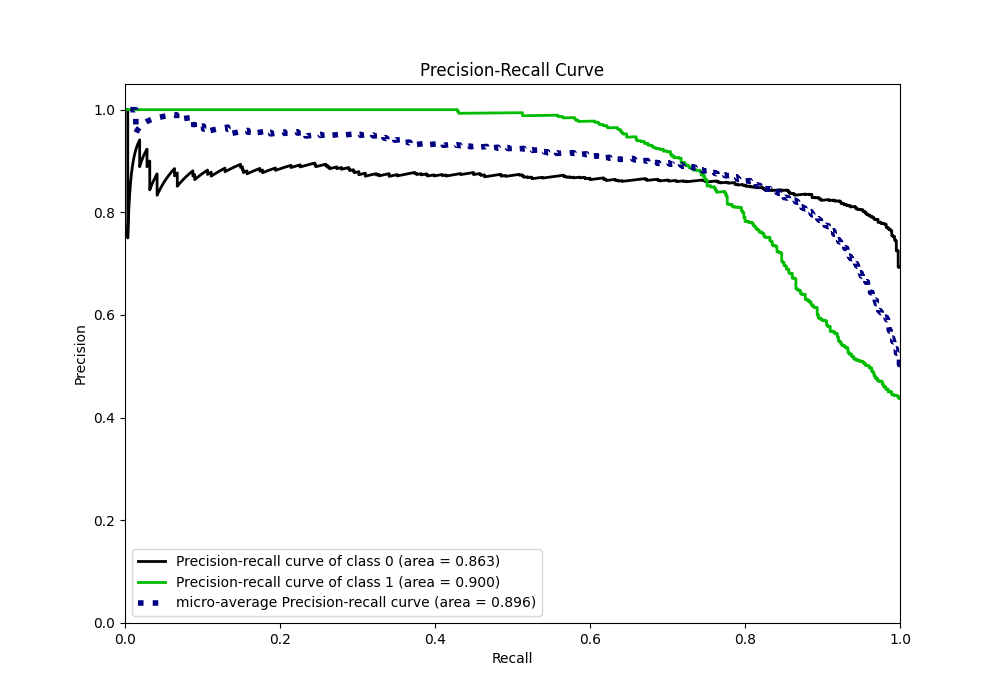 Precision-Recall Curve
1.0
0.8
0.6
0.4
0.2
0.0
Precision
Precision-recall curve of class 0 (area = 0.863)
Precision-recall curve of class 1 (area = 0.900)
micro-average Precision-recall curve (area = 0.896)
0.0 0.2 0.4 0.6 0.8 1.0
Recall